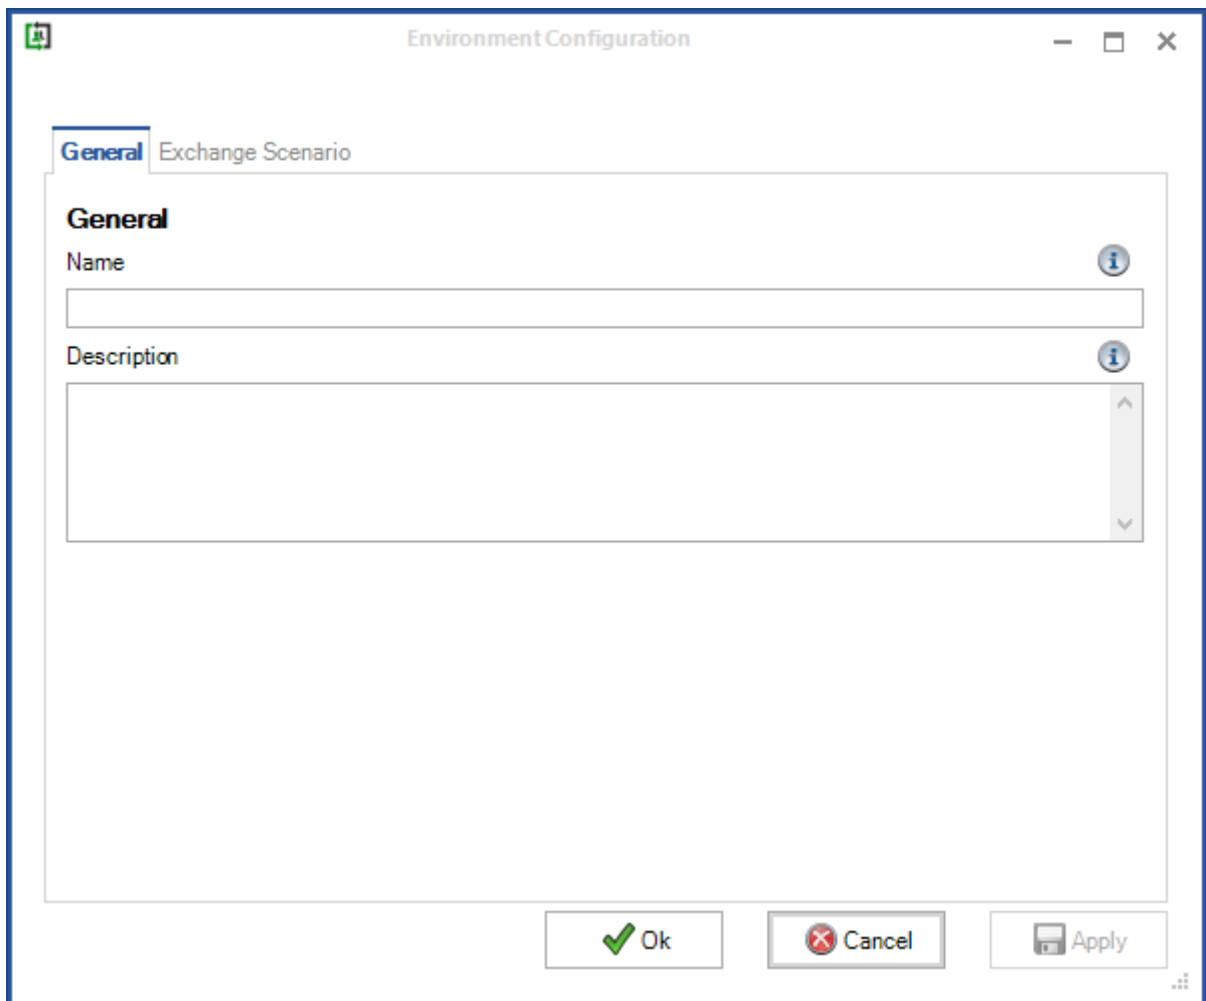 Environment Configuration
General Exchange Scenario
General
Name
Description
Ok Cancel Apply